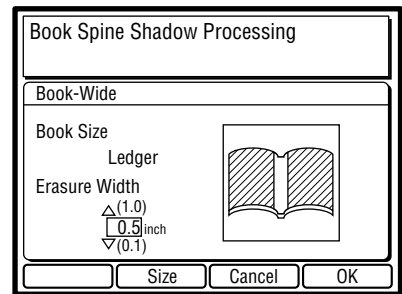 Book Spine Shadow Processing
Book-Wide
Book Size
Ledger
Erasure Width
△(1.0)
0.5 inch
▽(0.1)
Size Cancel OK